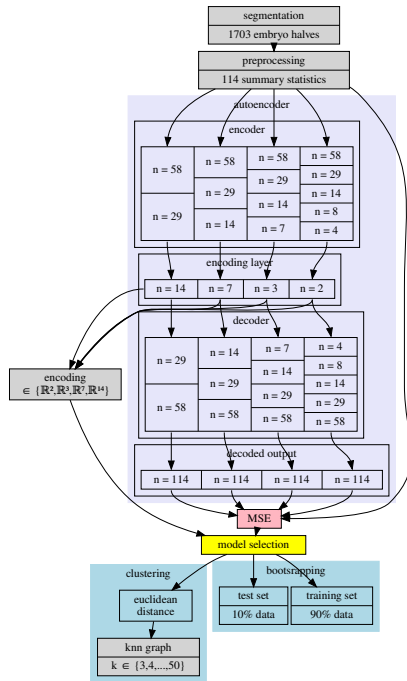 segmentation
1703 embryo halves
preprocessing
114 summary statistics
autoencoder
encoder
n = 58
n = 29
n = 58
n = 29
n = 14
n = 58
n = 29
n = 14
n = 7
n = 58
n = 29
n = 14
n = 8
n = 4
encoding layer
n = 14
n = 7
n = 3
n = 2
decoder
n = 29
n = 58
n = 14
n = 29
n = 58
n = 7
n = 14
n = 29
n = 58
n = 4
n = 8
n = 14
n = 29
n = 58
encoding
∈ {ℝ²,ℝ³,ℝ⁷,ℝ¹⁴}
decoded output
n = 114
n = 114
n = 114
n = 114
MSE
model selection
clustering
euclidean
distance
knn graph
k ∈ {3,4,...,50}
bootsrapping
test set
10% data
training set
90% data